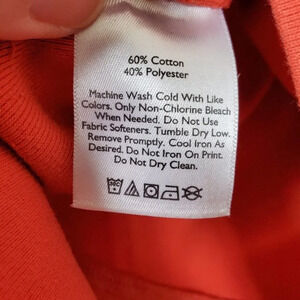 60% Cotton
40% Polyester
Machine Wash Cold With Like
Colors. Only Non-Chlorine Bleach
When Needed. Do Not Use
Fabric Softeners. Tumble Dry Low.
Remove Promptly. Cool Iron As
Desired. Do Not Iron On Print.
Do Not Dry Clean.